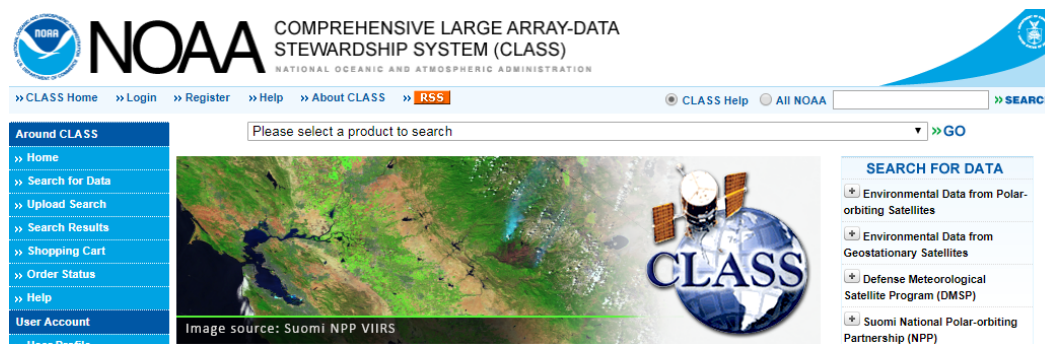 NOAA
NOAA
COMPREHENSIVE LARGE ARRAY-DATA
STEWARDSHIP SYSTEM (CLASS)
NATIONAL OCEANIC AND ATMOSPHERIC ADMINISTRATION
»CLASS Home »Login »Register »Help »About CLASS » RSS
CLASS Help All NOAA »SEARC
Please select a product to search »GO
Around CLASS
» Home
» Search for Data
» Upload Search
» Search Results
» Shopping Cart
» Order Status
» Help
User Account
CLASS
Image source: Suomi NPP VIIRS
SEARCH FOR DATA
Environmental Data from Polar-
orbiting Satellites
Environmental Data from
Geostationary Satellites
Defense Meteorological
Satellite Program (DMSP)
Suomi National Polar-orbiting
Partnership (NPP)